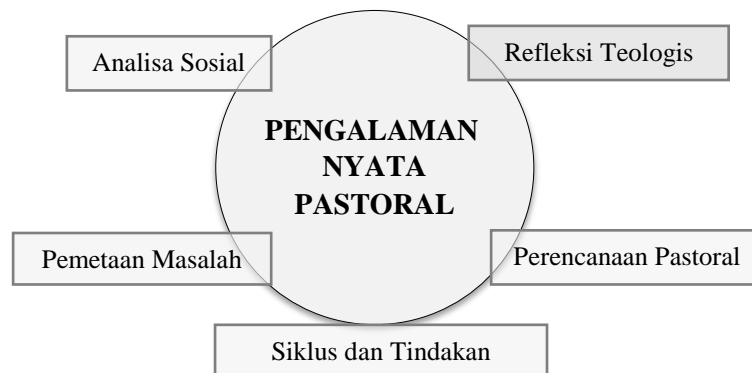 Analisa Sosial
Refleksi Teologis
PENGALAMAN
NYATA
PASTORAL
Pemetaan Masalah
Perencanaan Pastoral
Siklus dan Tindakan